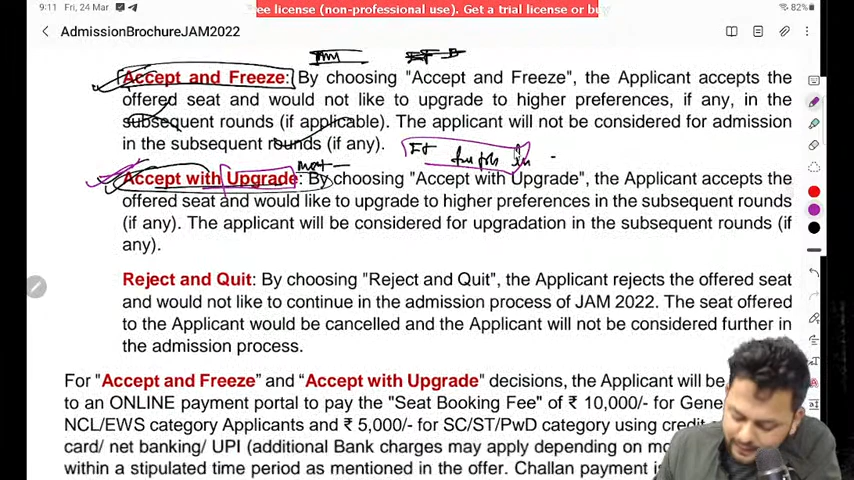 9:11 Fri, 24 Mar
ee license (non-professional use). Get a trial license or buy
82%
AdmissionBrochureJAM2022
Accept and Freeze: By choosing "Accept and Freeze", the Applicant accepts the
offered seat and would not like to upgrade to higher preferences, if any, in the
subsequent rounds (if applicable). The applicant will not be considered for admission
in the subsequent rounds (if any).
Accept with Upgrade: By choosing "Accept with Upgrade", the Applicant accepts the
offered seat and would like to upgrade to higher preferences in the subsequent rounds
(if any). The applicant will be considered for upgradation in the subsequent rounds (if
any).
Reject and Quit: By choosing "Reject and Quit", the Applicant rejects the offered seat
and would not like to continue in the admission process of JAM 2022. The seat offered
to the Applicant would be cancelled and the Applicant will not be considered further in
the admission process.
For "Accept and Freeze" and "Accept with Upgrade" decisions, the Applicant will be
to an ONLINE payment portal to pay the "Seat Booking Fee" of ₹ 10,000/- for Gene
NCL/EWS category Applicants and ₹ 5,000/- for SC/ST/PwD category using credit
card/ net banking/ UPI (additional Bank charges may apply depending on mo
within a stipulated time period as mentioned in the offer. Challan payment is